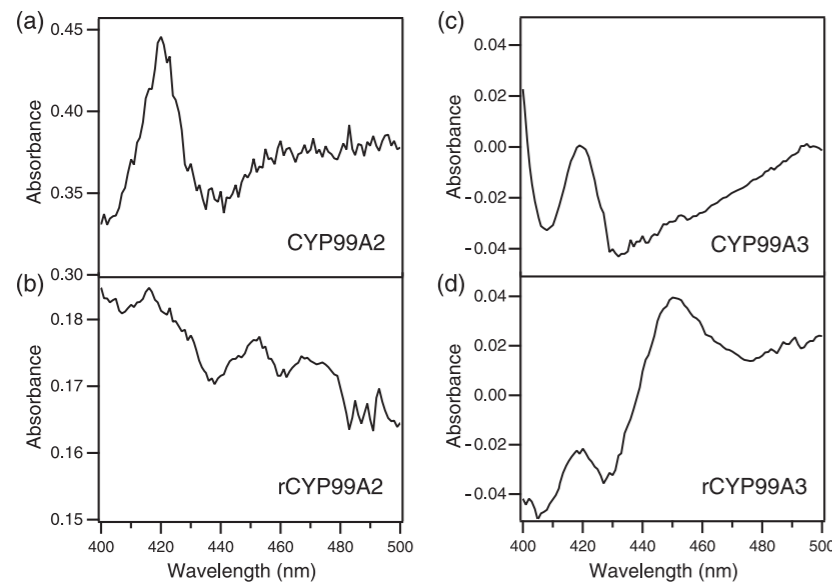 (a)
0.45
0.40
0.35
0.30
Absorbance
CYP99A2
(b)
0.18
0.17
0.16
0.15
Absorbance
rCYP99A2
400 420 440 460 480 500
Wavelength (nm)
(c)
0.04
0.02
0.00
-0.02
-0.04
Absorbance
CYP99A3
(d)
0.04
0.02
0.00
-0.02
-0.04
Absorbance
rCYP99A3
400 420 440 460 480 500
Wavelength (nm)